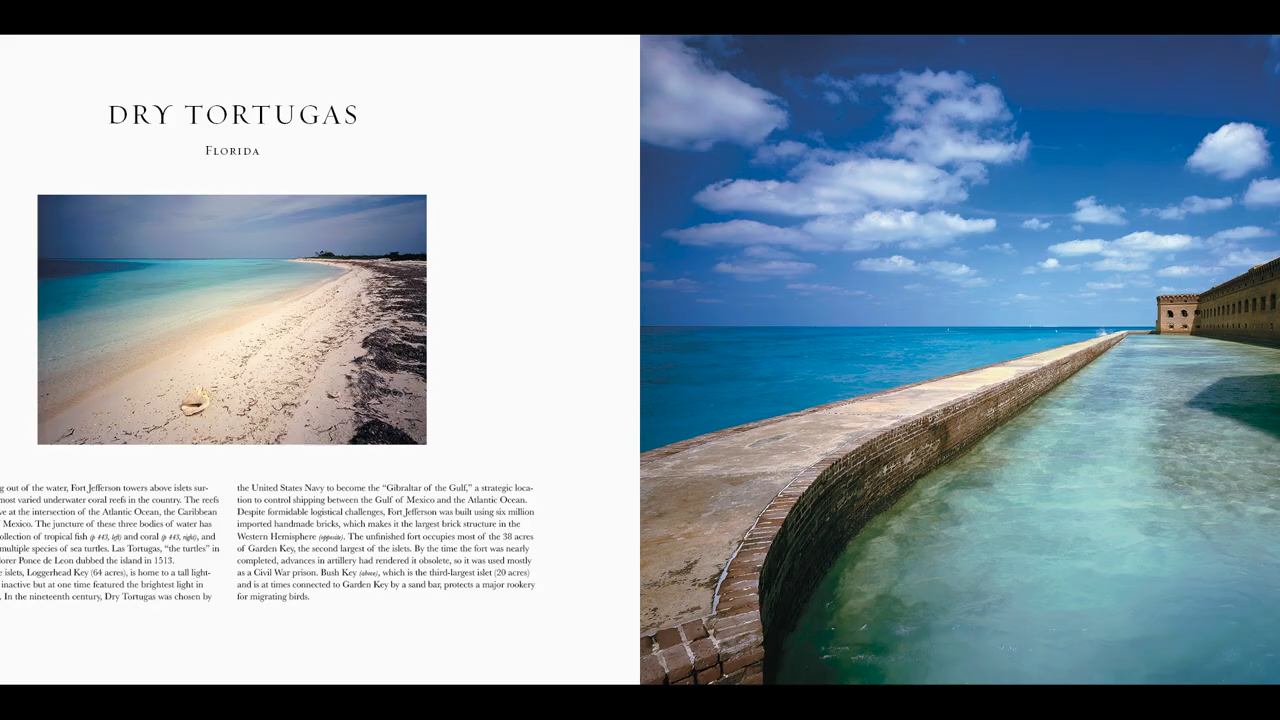 DRY TORTUGAS
FLORIDA
g out of the water, Fort Jefferson towers above islets sur-
most varied underwater coral reefs in the country. The reefs
ve at the intersection of the Atlantic Ocean, the Caribbean
Mexico. The juncture of these three bodies of water has
ollection of tropical fish (p 443, left) and coral (p 443, right), and
multiple species of sea turtles. Las Tortugas, “the turtles” in
lorer Ponce de Leon dubbed the island in 1513.
e islets, Loggerhead Key (64 acres), is home to a tall light-
inactive but at one time featured the brightest light in
. In the nineteenth century, Dry Tortugas was chosen by
the United States Navy to become the “Gibraltar of the Gulf,” a strategic loca-
tion to control shipping between the Gulf of Mexico and the Atlantic Ocean.
Despite formidable logistical challenges, Fort Jefferson was built using six million
imported handmade bricks, which makes it the largest brick structure in the
Western Hemisphere (opposite). The unfinished fort occupies most of the 38 acres
of Garden Key, the second largest of the islets. By the time the fort was nearly
completed, advances in artillery had rendered it obsolete, so it was used mostly
as a Civil War prison. Bush Key (above), which is the third-largest islet (20 acres)
and is at times connected to Garden Key by a sand bar, protects a major rookery
for migrating birds.